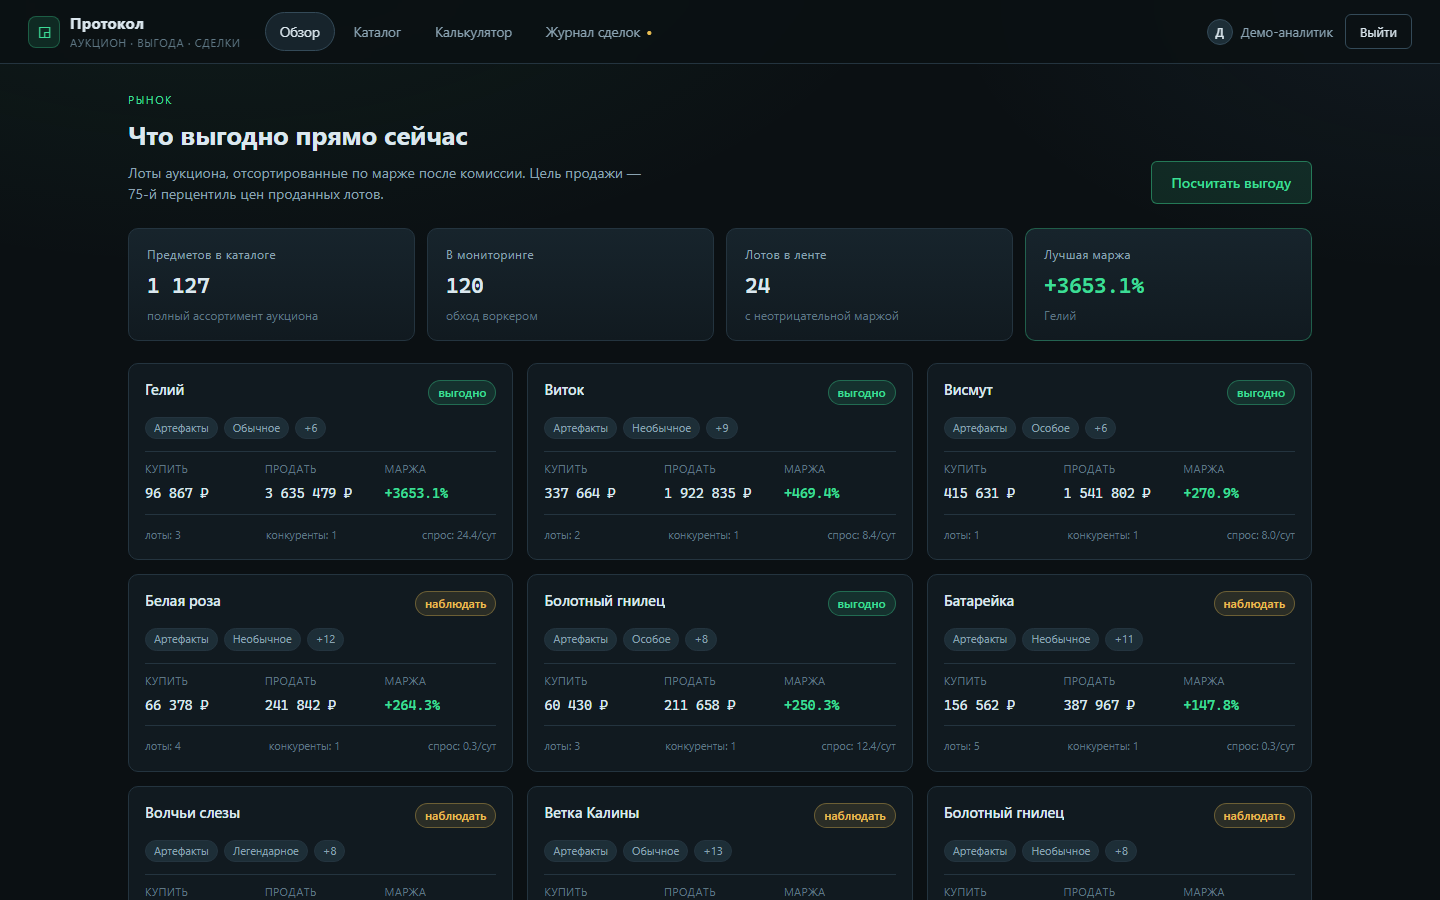 Протокол
АУКЦИОН · ВЫГОДА · СДЕЛКИ
Обзор
Каталог
Калькулятор
Журнал сделок
Д
Демо-аналитик
Выйти
РЫНОК
Что выгодно прямо сейчас
Лоты аукциона, отсортированные по марже после комиссии. Цель продажи —
75-й перцентиль цен проданных лотов.
Посчитать выгоду
Предметов в каталоге
1 127
полный ассортимент аукциона
В мониторинге
120
обход воркером
Лотов в ленте
24
с неотрицательной маржой
Лучшая маржа
+3653.1%
Гелий
Гелий
выгодно
Артефакты Обычное +6
КУПИТЬ ПРОДАТЬ МАРЖА
96 867 ₽ 3 635 479 ₽ +3653.1%
лоты: 3 конкуренты: 1 спрос: 24.4/сут
Виток
выгодно
Артефакты Необычное +9
КУПИТЬ ПРОДАТЬ МАРЖА
337 664 ₽ 1 922 835 ₽ +469.4%
лоты: 2 конкуренты: 1 спрос: 8.4/сут
Висмут
выгодно
Артефакты Особое +6
КУПИТЬ ПРОДАТЬ МАРЖА
415 631 ₽ 1 541 802 ₽ +270.9%
лоты: 1 конкуренты: 1 спрос: 8.0/сут
Белая роза
наблюдать
Артефакты Необычное +12
КУПИТЬ ПРОДАТЬ МАРЖА
66 378 ₽ 241 842 ₽ +264.3%
лоты: 4 конкуренты: 1 спрос: 0.3/сут
Болотный гнилец
выгодно
Артефакты Особое +8
КУПИТЬ ПРОДАТЬ МАРЖА
60 430 ₽ 211 658 ₽ +250.3%
лоты: 3 конкуренты: 1 спрос: 12.4/сут
Батарейка
наблюдать
Артефакты Необычное +11
КУПИТЬ ПРОДАТЬ МАРЖА
156 562 ₽ 387 967 ₽ +147.8%
лоты: 5 конкуренты: 1 спрос: 0.3/сут
Волчьи слезы
наблюдать
Артефакты Легендарное +8
КУПИТЬ ПРОДАТЬ МАРЖА
Ветка Калины
наблюдать
Артефакты Обычное +13
КУПИТЬ ПРОДАТЬ МАРЖА
Болотный гнилец
наблюдать
Артефакты Необычное +8
КУПИТЬ ПРОДАТЬ МАРЖА